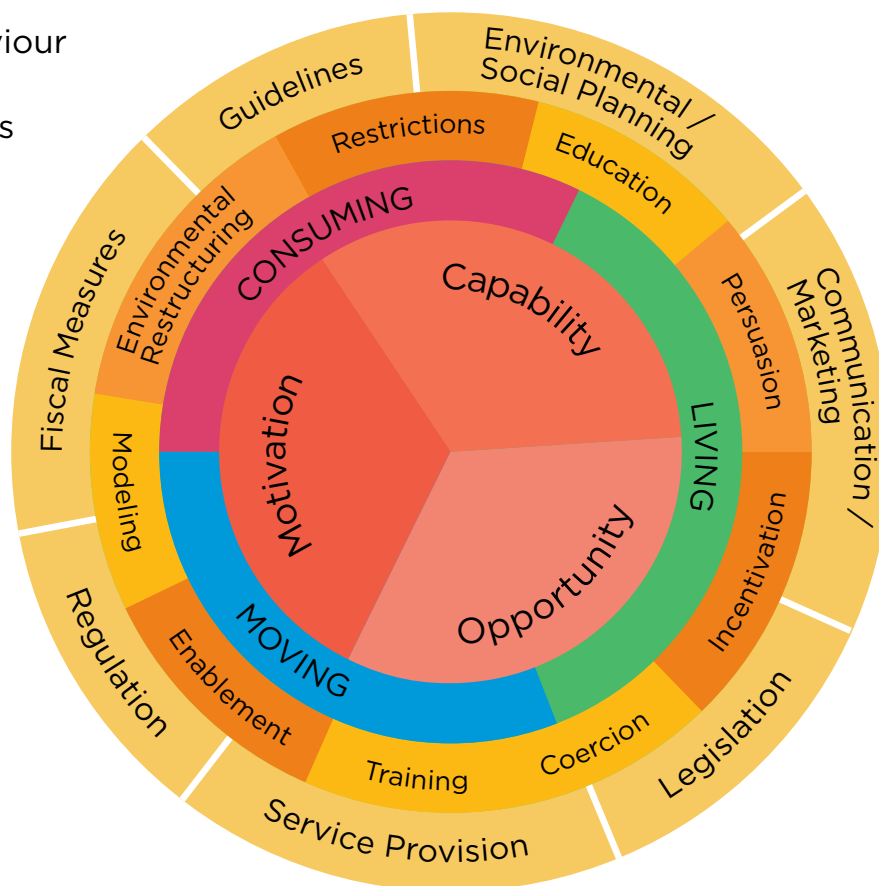 viour
s
Guidelines
Environmental /
Social Planning
Communication /
Marketing
Legislation
Service Provision
Regulation
Fiscal Measures
Restrictions
Education
Persuasion
Incentivation
Coercion
Training
Enablement
Modeling
Environmental
Restructuring
CONSUMING
LIVING
MOVING
Capability
Opportunity
Motivation